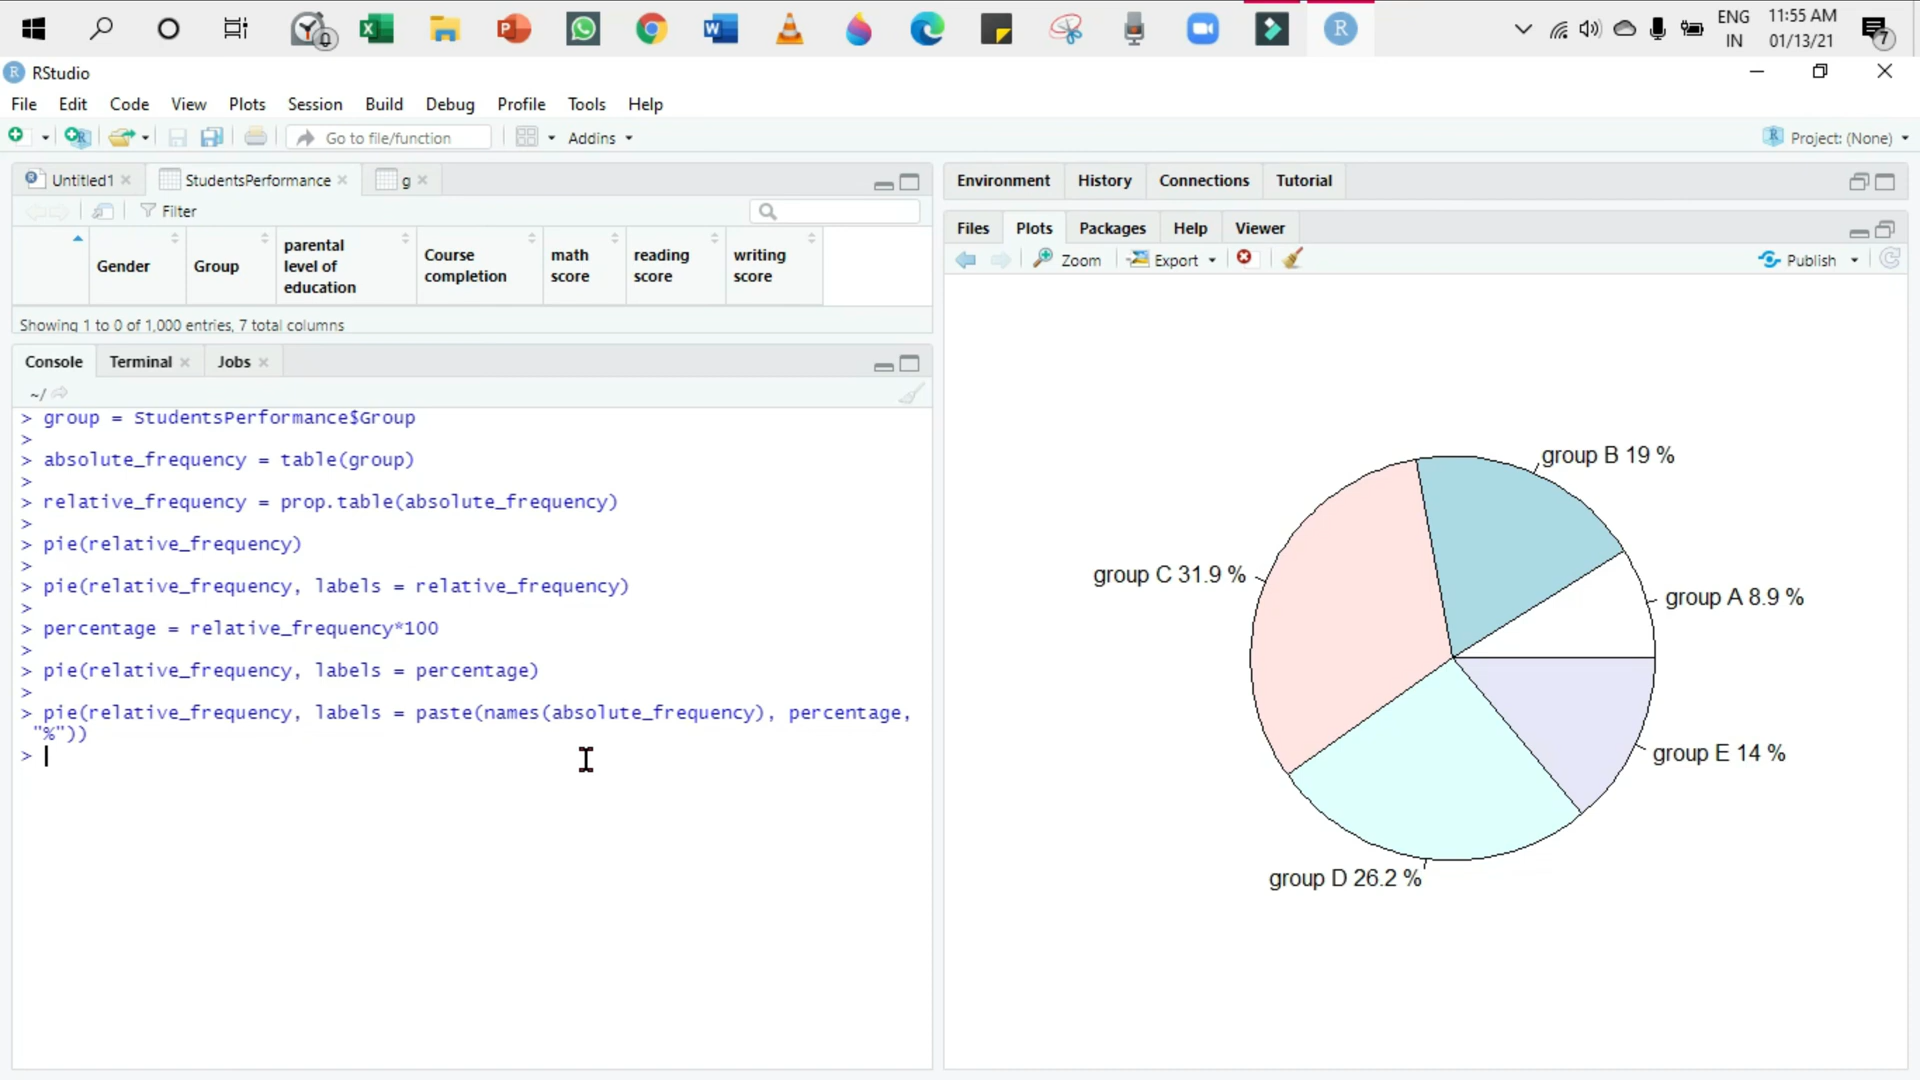 ENG
IN
11:55 AM
01/13/21
7
RStudio
File Edit Code View Plots Session Build Debug Profile Tools Help
Go to file/function
Addins
Project: (None)
Untitled1
StudentsPerformance
g
Filter
Gender
Group
parental
level of
education
Course
completion
math
score
reading
score
writing
score
Showing 1 to 0 of 1,000 entries, 7 total columns
Console Terminal Jobs
~/
> group = StudentsPerformance$Group
>
> absolute_frequency = table(group)
>
> relative_frequency = prop.table(absolute_frequency)
>
> pie(relative_frequency)
>
> pie(relative_frequency, labels = relative_frequency)
>
> percentage = relative_frequency*100
>
> pie(relative_frequency, labels = percentage)
>
> pie(relative_frequency, labels = paste(names(absolute_frequency), percentage,
"%"))
>
Environment History Connections Tutorial
Files Plots Packages Help Viewer
Zoom Export Publish
group B 19 %
group C 31.9 %
group A 8.9 %
group E 14 %
group D 26.2 %